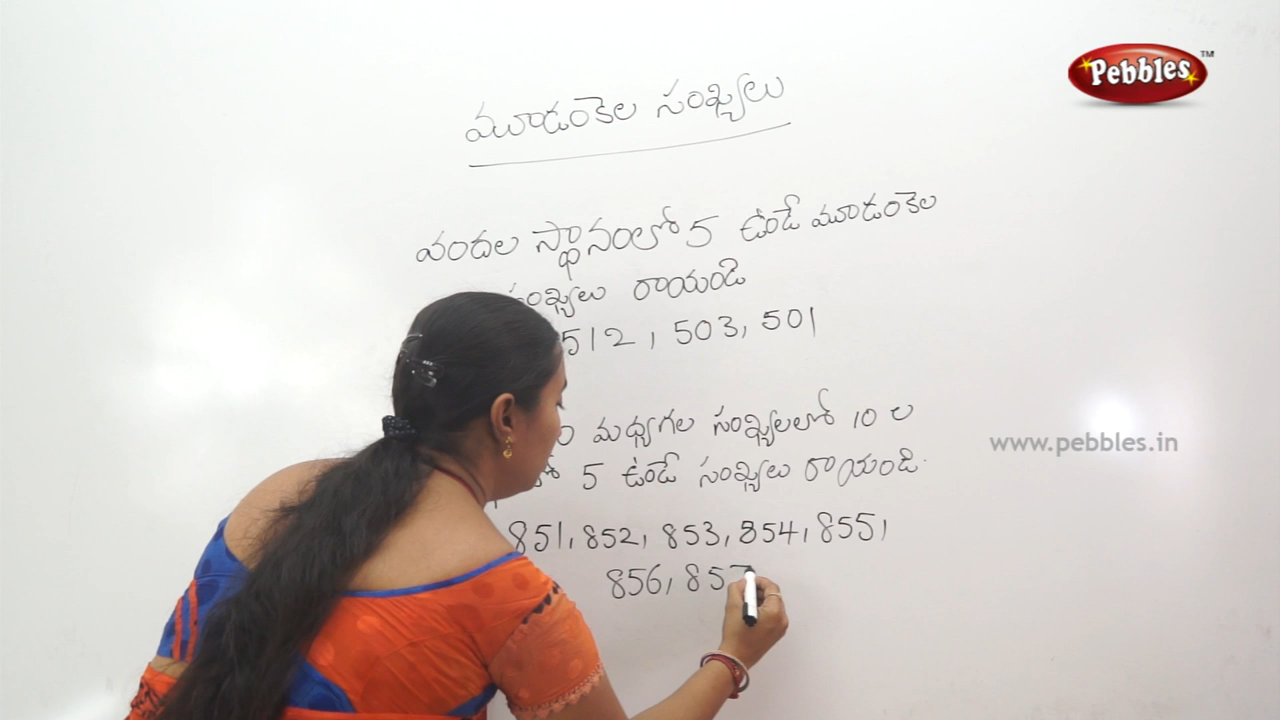 Pebbles™
మూడంకెల సంఖ్యలు
వందల స్థానంలో 5 ఉండే మూడంకెల
సంఖ్యలు రాయండి
512, 503, 501
మధ్యగల సంఖ్యలలో 10 ల
5 ఉండే సంఖ్యలు రాయండి.
www.pebbles.in
851, 852, 853, 854, 855,
856, 857